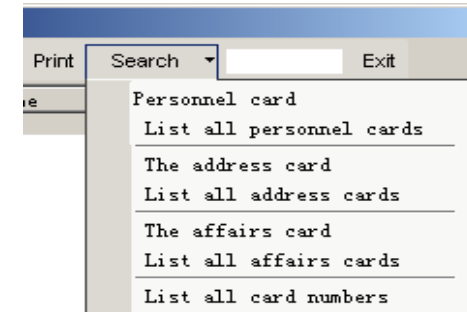 Print Search Exit
e
Personnel card
List all personnel cards
The address card
List all address cards
The affairs card
List all affairs cards
List all card numbers